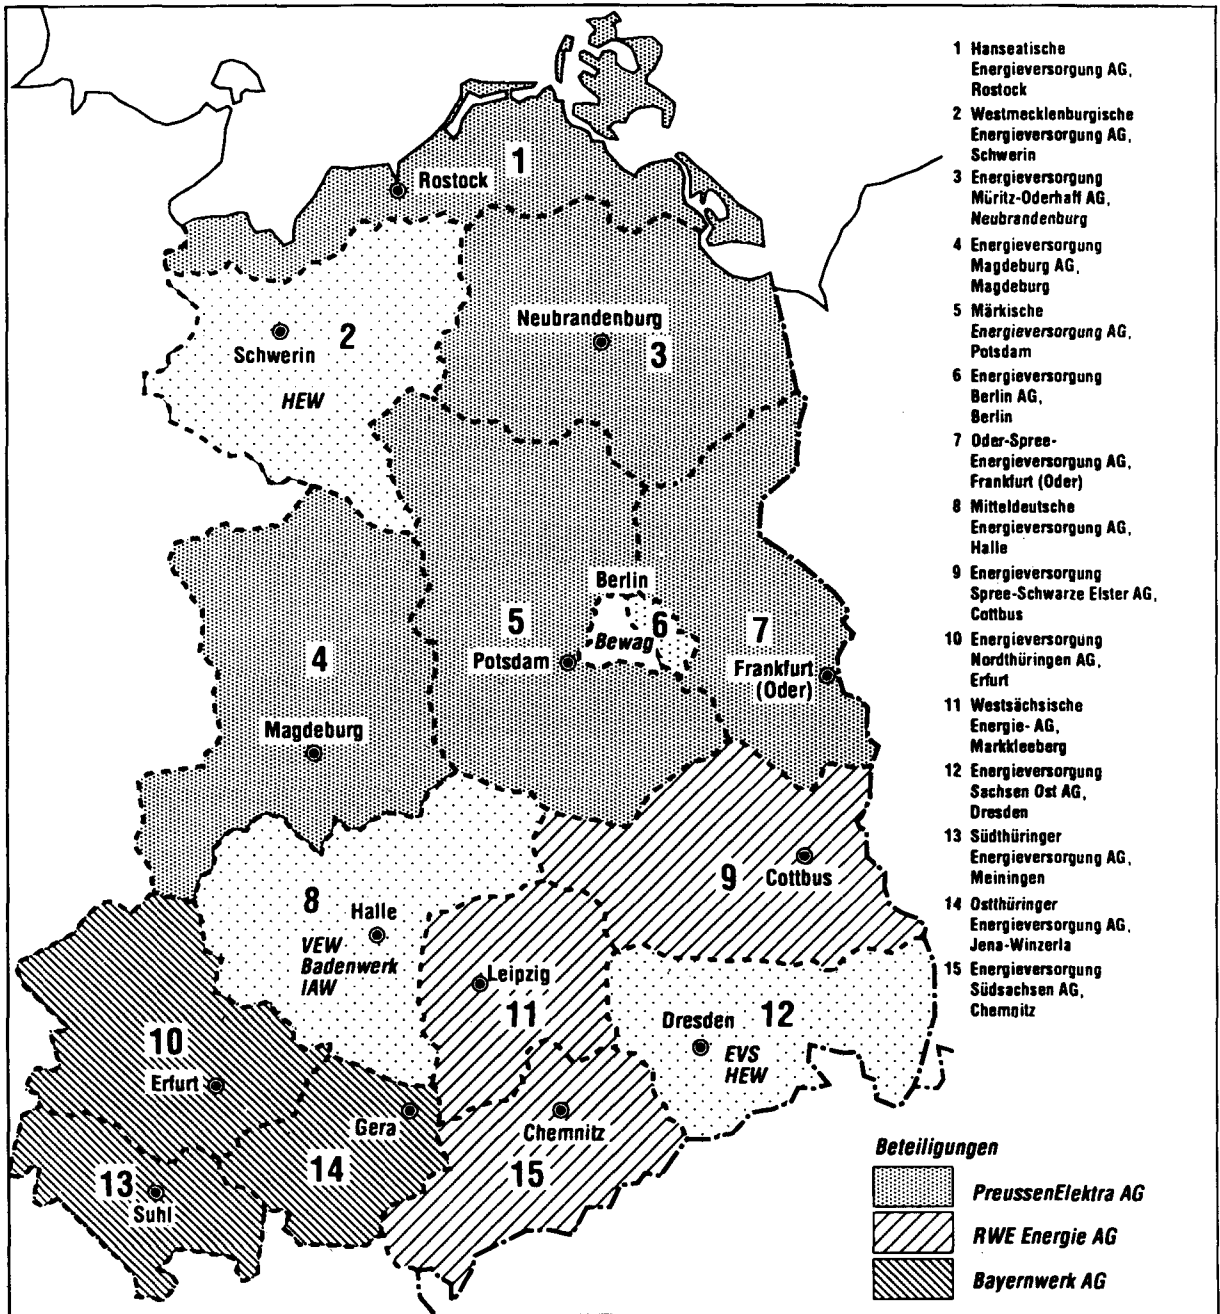 1 Hanseatische
Energieversorgung AG,
Rostock
2 Westmecklenburgische
Energieversorgung AG,
Schwerin
3 Energieversorgung
Müritz-Oderhaff AG,
Neubrandenburg
4 Energieversorgung
Magdeburg AG,
Magdeburg
5 Märkische
Energieversorgung AG,
Potsdam
6 Energieversorgung
Berlin AG,
Berlin
7 Oder-Spree-
Energieversorgung AG,
Frankfurt (Oder)
8 Mitteldeutsche
Energieversorgung AG,
Halle
9 Energieversorgung
Spree-Schwarze Elster AG,
Cottbus
10 Energieversorgung
Nordthüringen AG,
Erfurt
11 Westsächsische
Energie- AG,
Markkleeberg
12 Energieversorgung
Sachsen Ost AG,
Dresden
13 Südthüringer
Energieversorgung AG,
Meiningen
14 Ostthüringer
Energieversorgung AG,
Jena-Winzerla
15 Energieversorgung
Südsachsen AG,
Chemnitz
1
Rostock
2
Schwerin
HEW
Neubrandenburg
3
Berlin
5
6
Bewag
7
Potsdam
Frankfurt
(Oder)
4
Magdeburg
9
Cottbus
8
Halle
VEW
Badenwerk
IAW
Leipzig
11
Dresden
12
EVS
HEW
10
Erfurt
Gera
Chemnitz
13
Suhl
14
15
Beteiligungen
PreussenElektra AG
RWE Energie AG
Bayernwerk AG